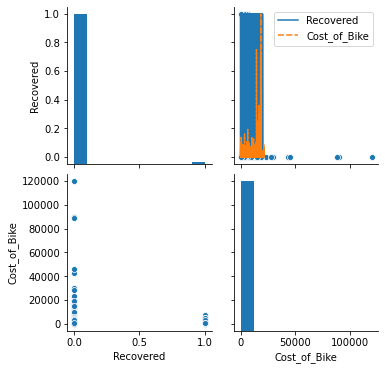 1.0
0.8
0.6
0.4
0.2
0.0
Recovered
Recovered
Cost_of_Bike
120000
100000
80000
60000
40000
20000
0
Cost_of_Bike
0.0 0.5 1.0
Recovered
0 50000 100000
Cost_of_Bike